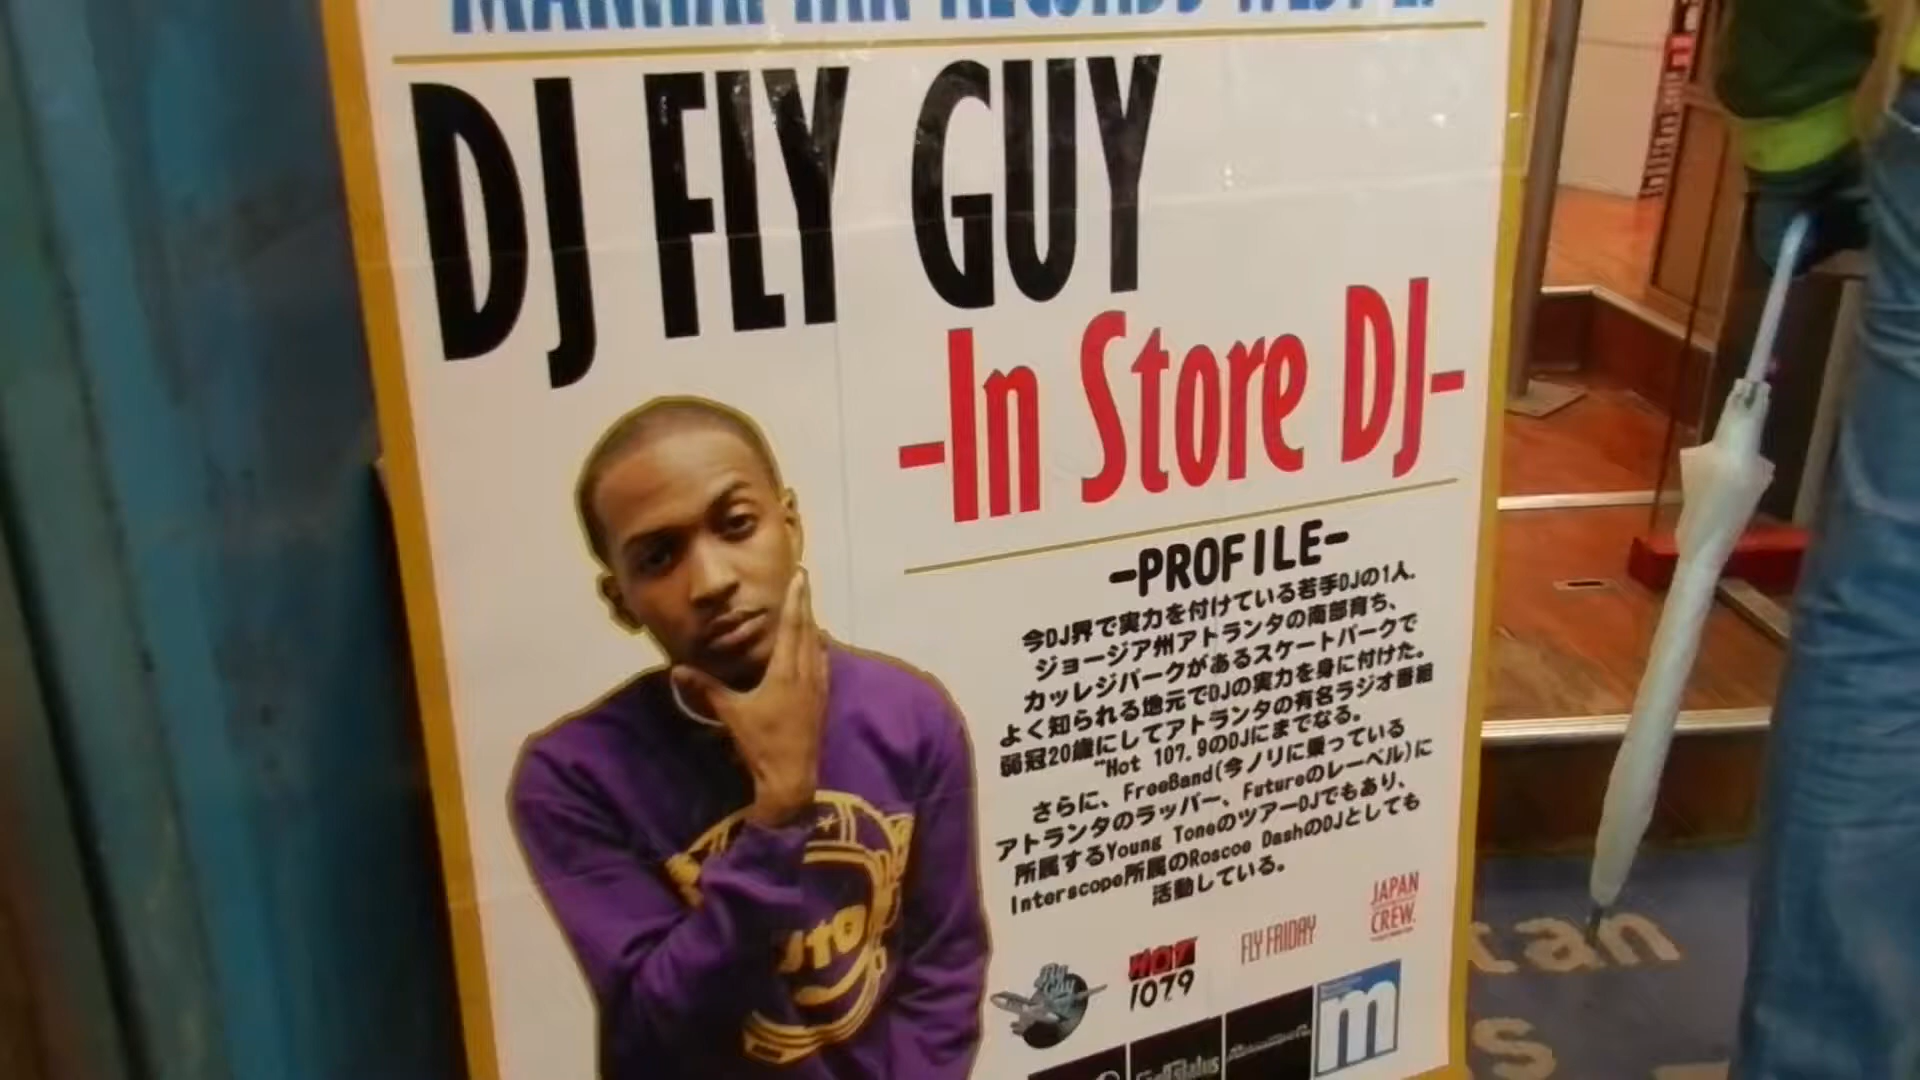 MANHATTAN RECORDS
DJ FLY GUY
-In Store DJ-
-PROFILE-
今DJ界で実力を付けている若手DJの1人。
ジョージア州アトランタの南部育ち、
カッレジパークがあるスケートパークで
よく知られる地元でDJの実力を身に付けた。
弱冠20歳にしてアトランタの有名ラジオ番組
"Hot 107.9のDJにまでなる。
さらに、FreeBand(今ノリに乗っている
アトランタのラッパー、Futureのレーベル)に
所属するYoung ToneのツアーDJでもあり、
Interscope所属のRoscoe DashのDJとしても
活動している。
JAPAN
CREW.
FLY FRIDAY
HOT
1079
Fly
Guy
m
tan
s